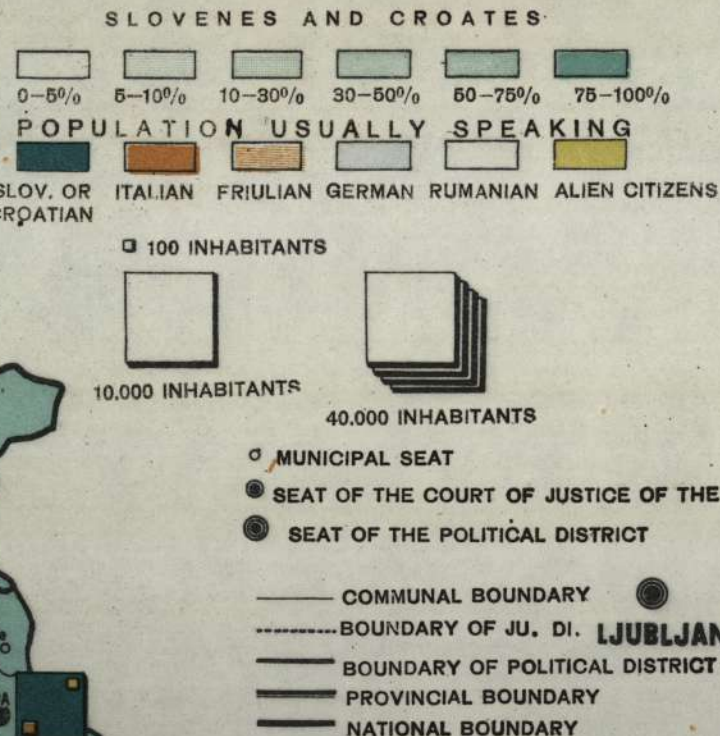 SLOVENES AND CROATES
0–5% 5–10% 10–30% 30–50% 50–75% 75–100%
POPULATION USUALLY SPEAKING
SLOV. OR CROATIAN ITALIAN FRIULIAN GERMAN RUMANIAN ALIEN CITIZENS
100 INHABITANTS
10.000 INHABITANTS
40.000 INHABITANTS
MUNICIPAL SEAT
SEAT OF THE COURT OF JUSTICE OF THE
SEAT OF THE POLITICAL DISTRICT
COMMUNAL BOUNDARY
BOUNDARY OF JU. DI. LJUBLJAN
BOUNDARY OF POLITICAL DISTRICT
PROVINCIAL BOUNDARY
NATIONAL BOUNDARY